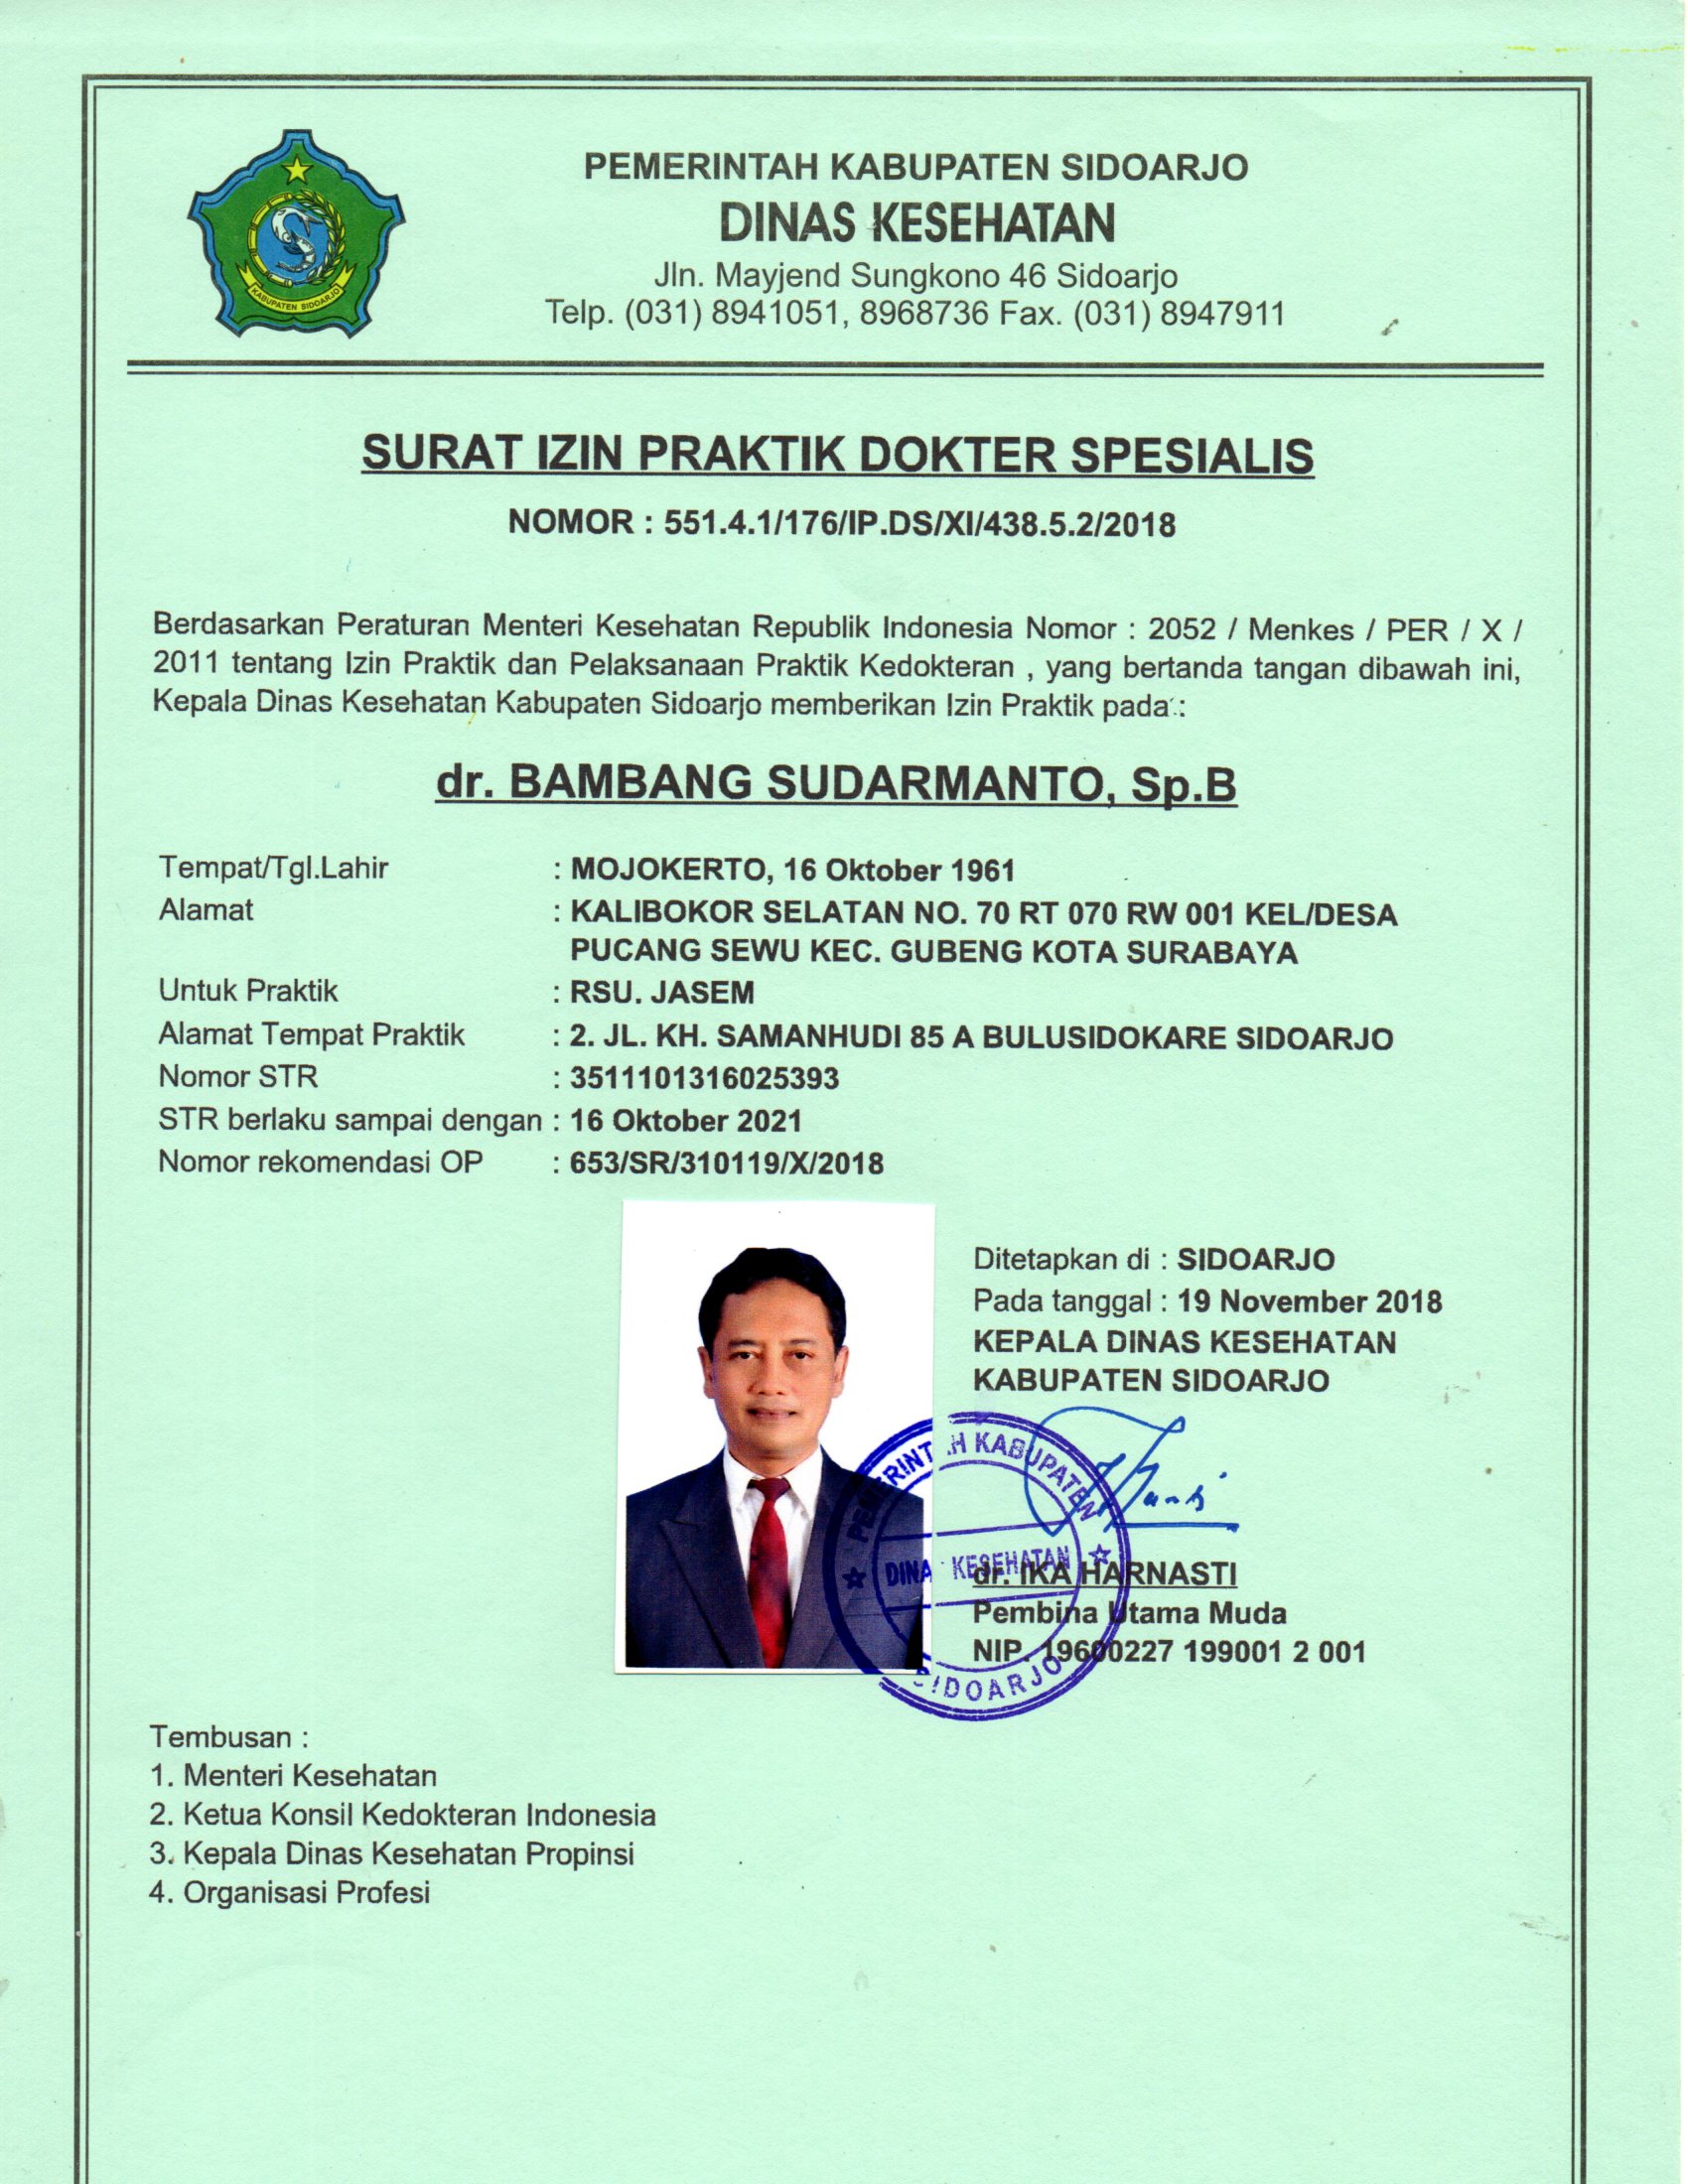 KABUPATEN SIDOARJO
PEMERINTAH KABUPATEN SIDOARJO
DINAS KESEHATAN
Jln. Mayjend Sungkono 46 Sidoarjo
Telp. (031) 8941051, 8968736 Fax. (031) 8947911
SURAT IZIN PRAKTIK DOKTER SPESIALIS
NOMOR : 551.4.1/176/IP.DS/XI/438.5.2/2018
Berdasarkan Peraturan Menteri Kesehatan Republik Indonesia Nomor : 2052 / Menkes / PER / X /
2011 tentang Izin Praktik dan Pelaksanaan Praktik Kedokteran , yang bertanda tangan dibawah ini,
Kepala Dinas Kesehatan Kabupaten Sidoarjo memberikan Izin Praktik pada :
dr. BAMBANG SUDARMANTO, Sp.B
Tempat/Tgl.Lahir : MOJOKERTO, 16 Oktober 1961
Alamat : KALIBOKOR SELATAN NO. 70 RT 070 RW 001 KEL/DESA
PUCANG SEWU KEC. GUBENG KOTA SURABAYA
Untuk Praktik : RSU. JASEM
Alamat Tempat Praktik : 2. JL. KH. SAMANHUDI 85 A BULUSIDOKARE SIDOARJO
Nomor STR : 3511101316025393
STR berlaku sampai dengan : 16 Oktober 2021
Nomor rekomendasi OP : 653/SR/310119/X/2018
Ditetapkan di : SIDOARJO
Pada tanggal : 19 November 2018
KEPALA DINAS KESEHATAN
KABUPATEN SIDOARJO
PEMERINTAH KABUPATEN
DINAS KESEHATAN
SIDOARJO
dr. IKA HARNASTI
Pembina Utama Muda
NIP. 19600227 199001 2 001
Tembusan :
1. Menteri Kesehatan
2. Ketua Konsil Kedokteran Indonesia
3. Kepala Dinas Kesehatan Propinsi
4. Organisasi Profesi